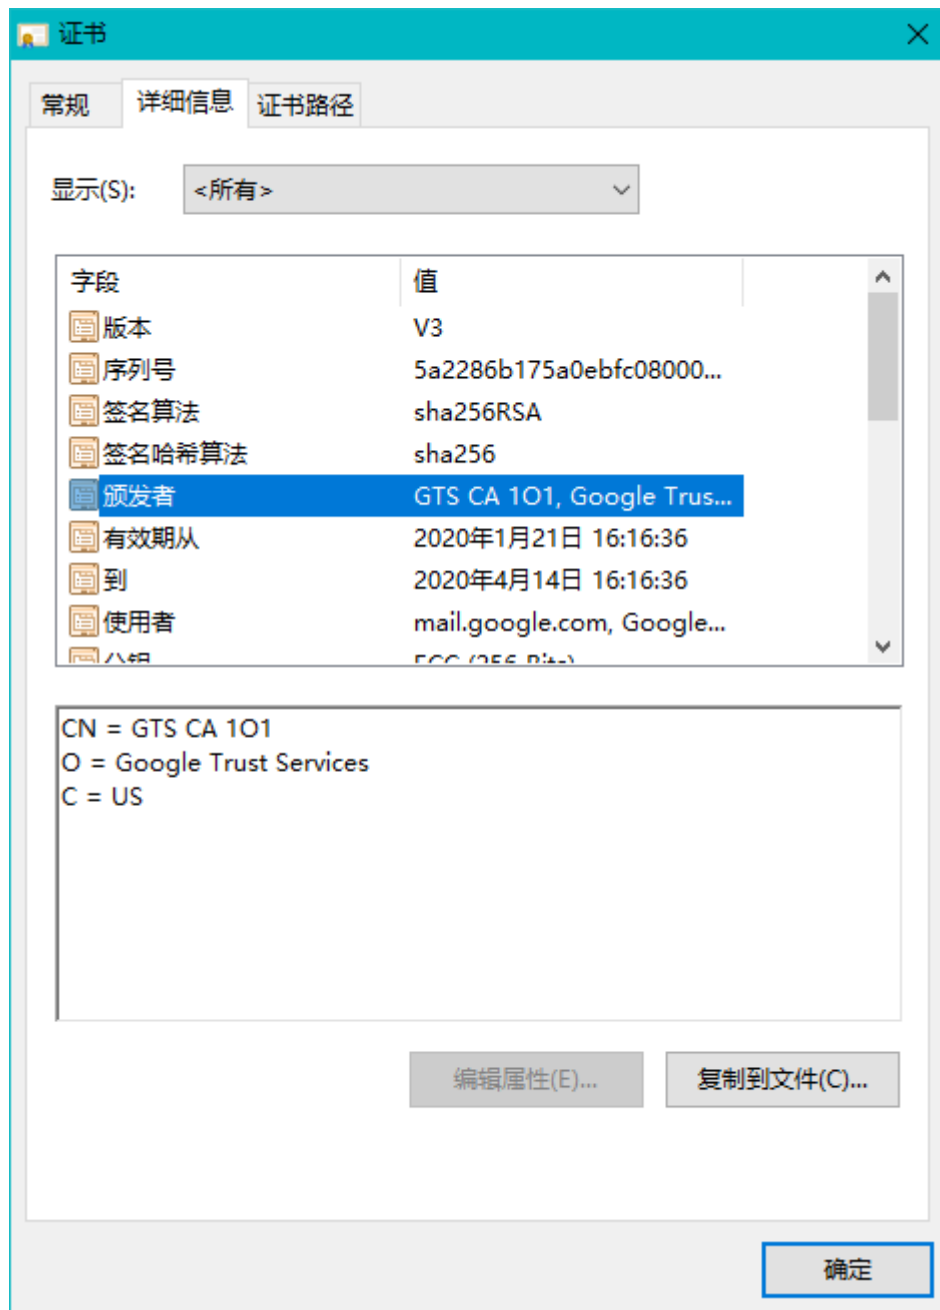 证书
常规 详细信息 证书路径
显示(S): <所有>
字段 值
版本 V3
序列号 5a2286b175a0ebfc08000...
签名算法 sha256RSA
签名哈希算法 sha256
颁发者 GTS CA 1O1, Google Trus...
有效期从 2020年1月21日 16:16:36
到 2020年4月14日 16:16:36
使用者 mail.google.com, Google...
公钥 ECC (256 Bits)
CN = GTS CA 1O1
O = Google Trust Services
C = US
编辑属性(E)... 复制到文件(C)...
确定